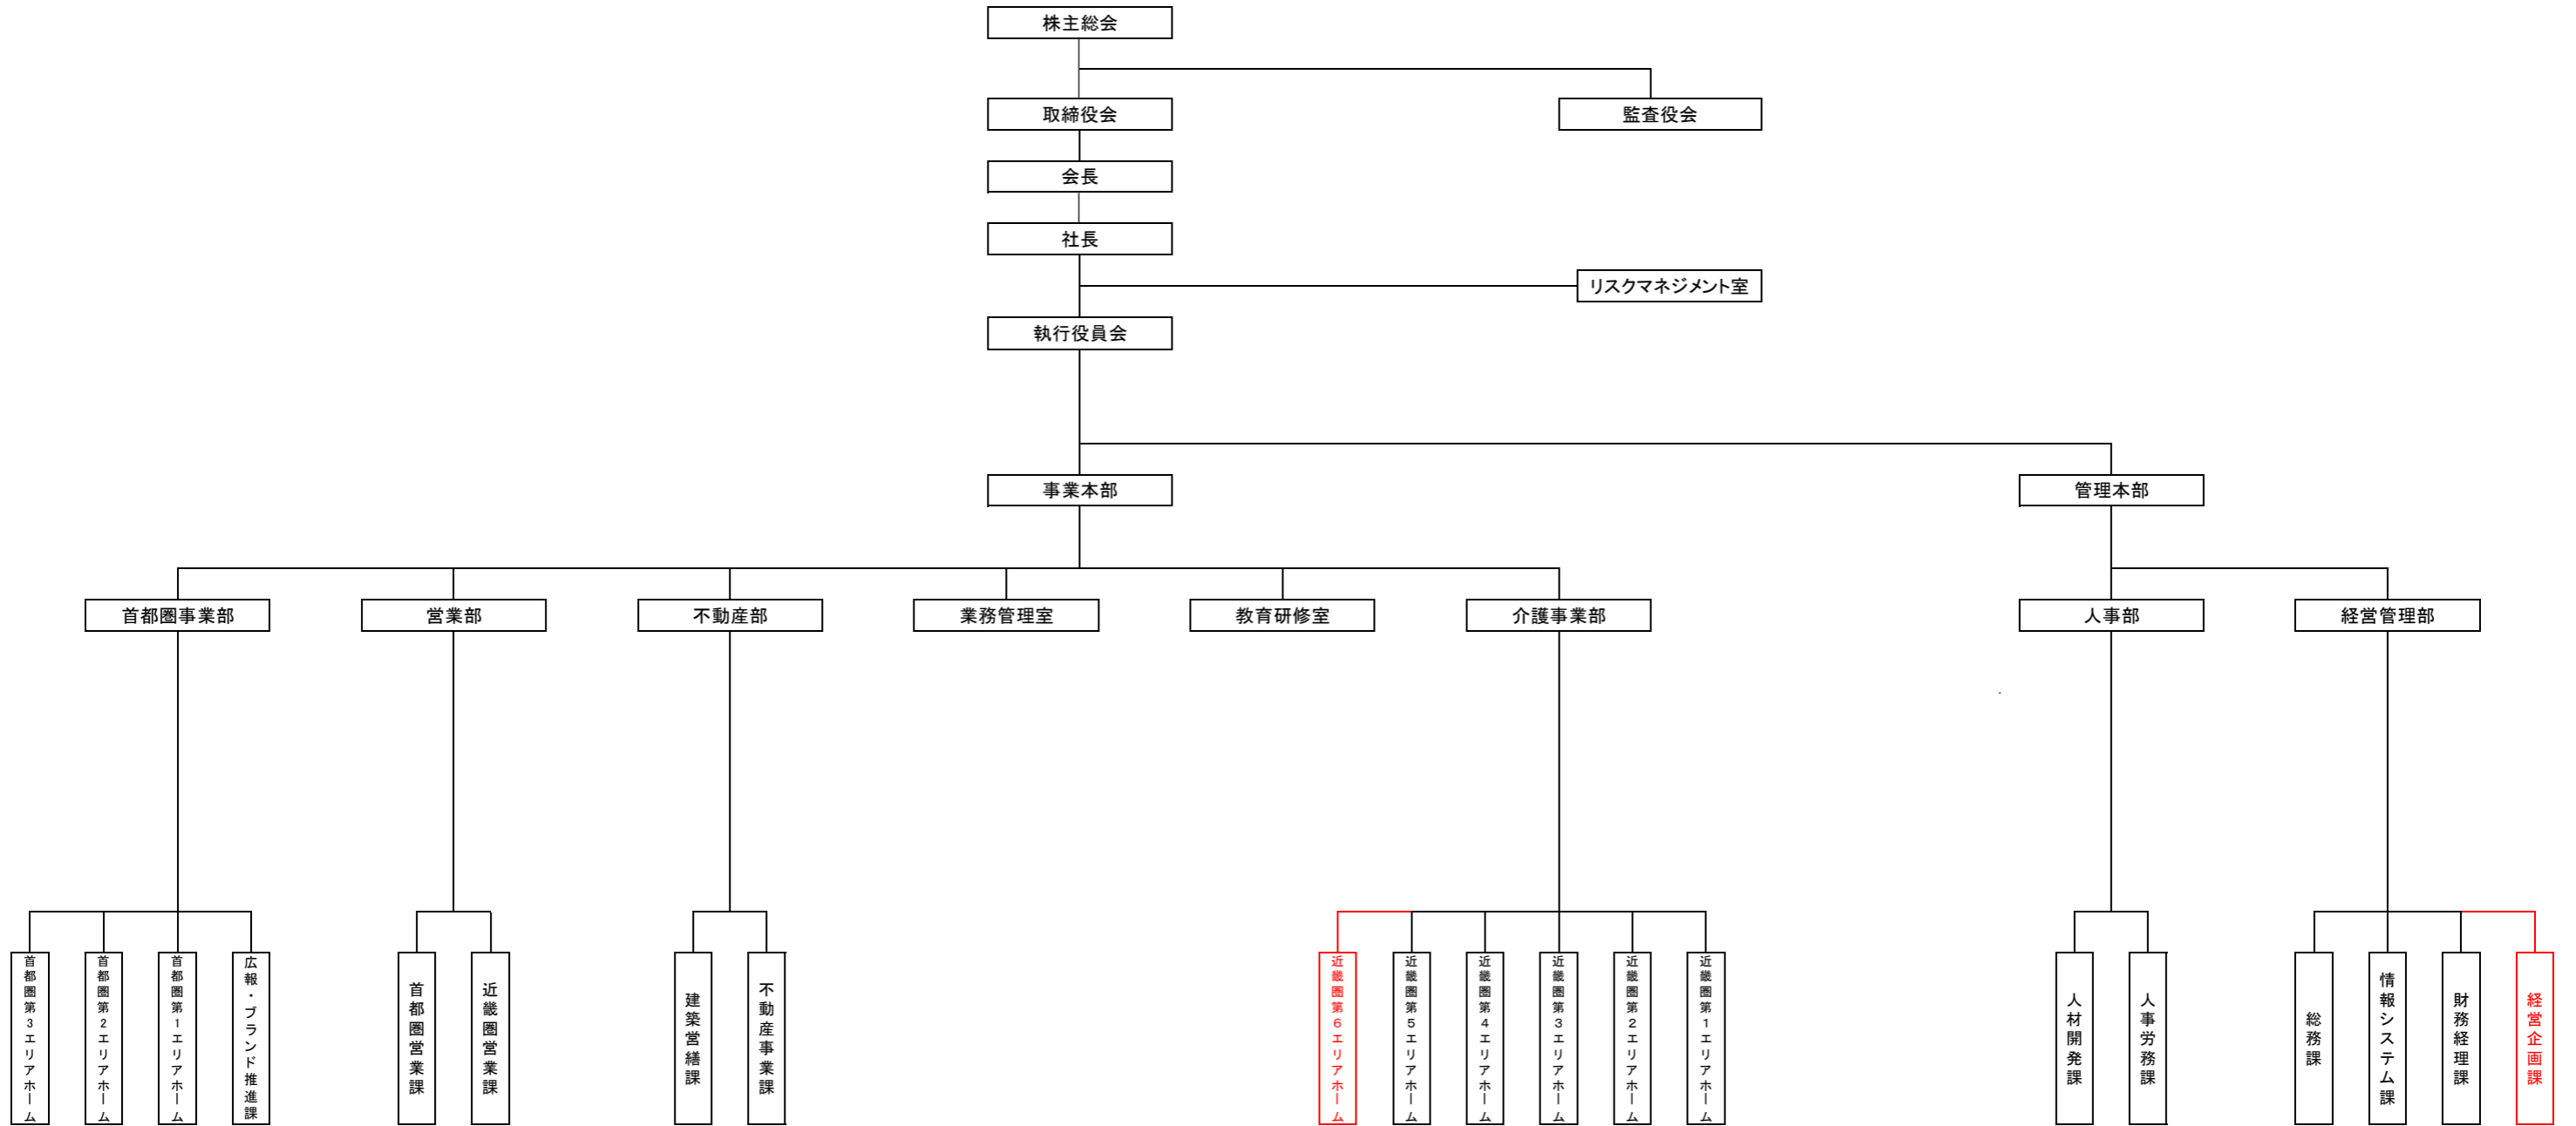 株主総会
取締役会
監査役会
会長
社長
リスクマネジメント室
執行役員会
事業本部
管理本部
首都圏事業部
営業部
不動産部
業務管理室
教育研修室
介護事業部
人事部
経営管理部
首都圏第3エリアホーム
首都圏第2エリアホーム
首都圏第1エリアホーム
広報・ブランド推進課
首都圏営業課
近畿圏営業課
建築営繕課
不動産事業課
近畿圏第6エリアホーム
近畿圏第5エリアホーム
近畿圏第4エリアホーム
近畿圏第3エリアホーム
近畿圏第2エリアホーム
近畿圏第1エリアホーム
人材開発課
人事労務課
総務課
情報システム課
財務経理課
経営企画課